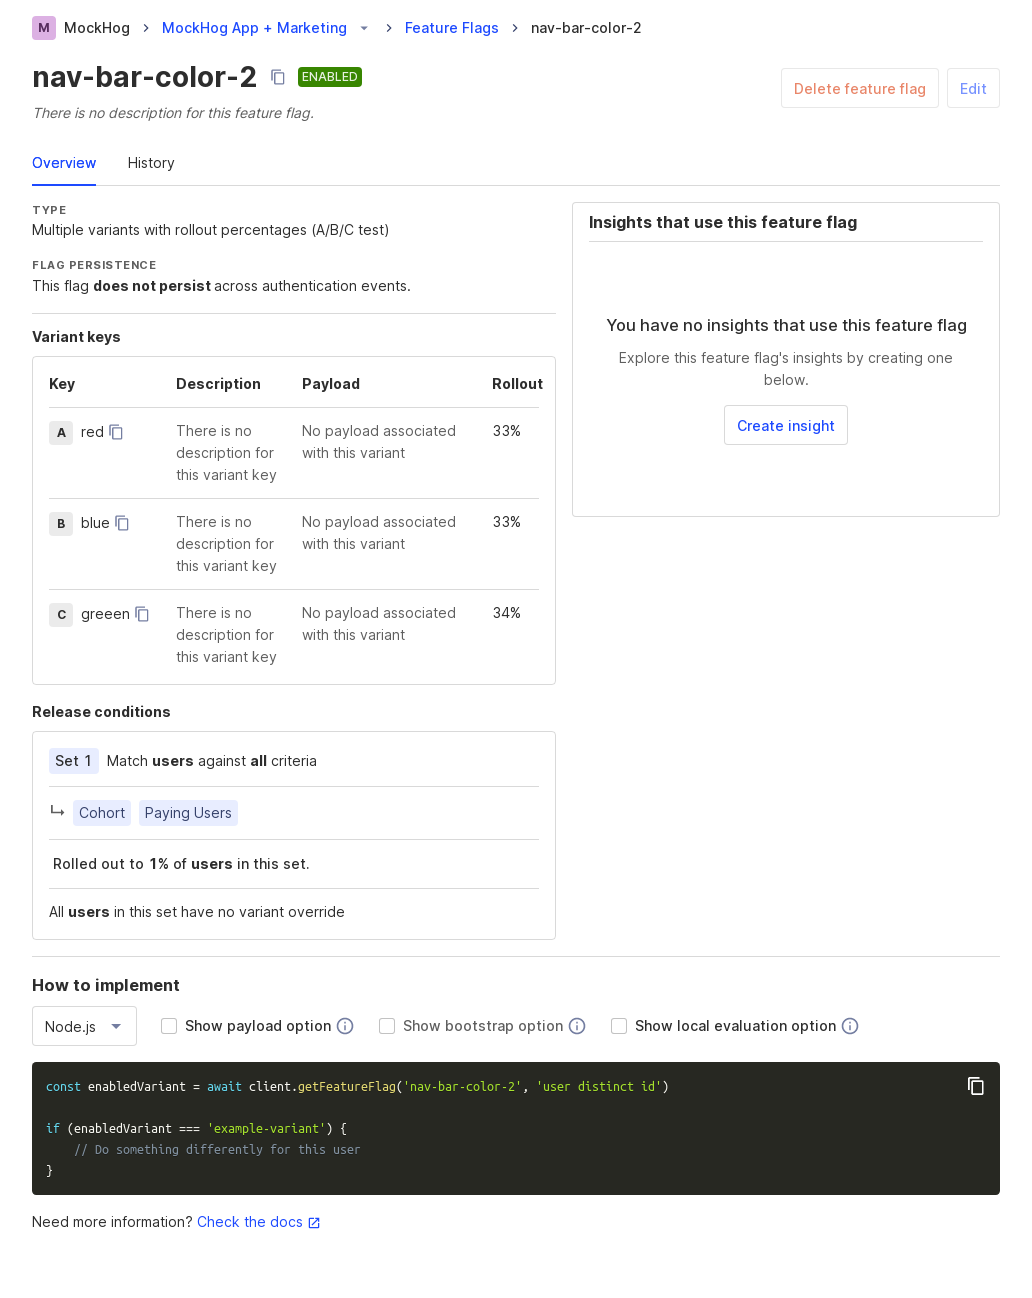 M MockHog MockHog App + Marketing Feature Flags nav-bar-color-2
nav-bar-color-2 ENABLED
Delete feature flag Edit
There is no description for this feature flag.
Overview History
TYPE
Multiple variants with rollout percentages (A/B/C test)
FLAG PERSISTENCE
This flag does not persist across authentication events.
Variant keys
Key Description Payload Rollout
A red There is no description for this variant key No payload associated with this variant 33%
B blue There is no description for this variant key No payload associated with this variant 33%
C greeen There is no description for this variant key No payload associated with this variant 34%
Release conditions
Set 1 Match users against all criteria
Cohort Paying Users
Rolled out to 1% of users in this set.
All users in this set have no variant override
Insights that use this feature flag
You have no insights that use this feature flag
Explore this feature flag's insights by creating one
below.
Create insight
How to implement
Node.js Show payload option Show bootstrap option Show local evaluation option
const enabledVariant = await client.getFeatureFlag('nav-bar-color-2', 'user distinct id')
if (enabledVariant === 'example-variant') {
// Do something differently for this user
}
Need more information? Check the docs